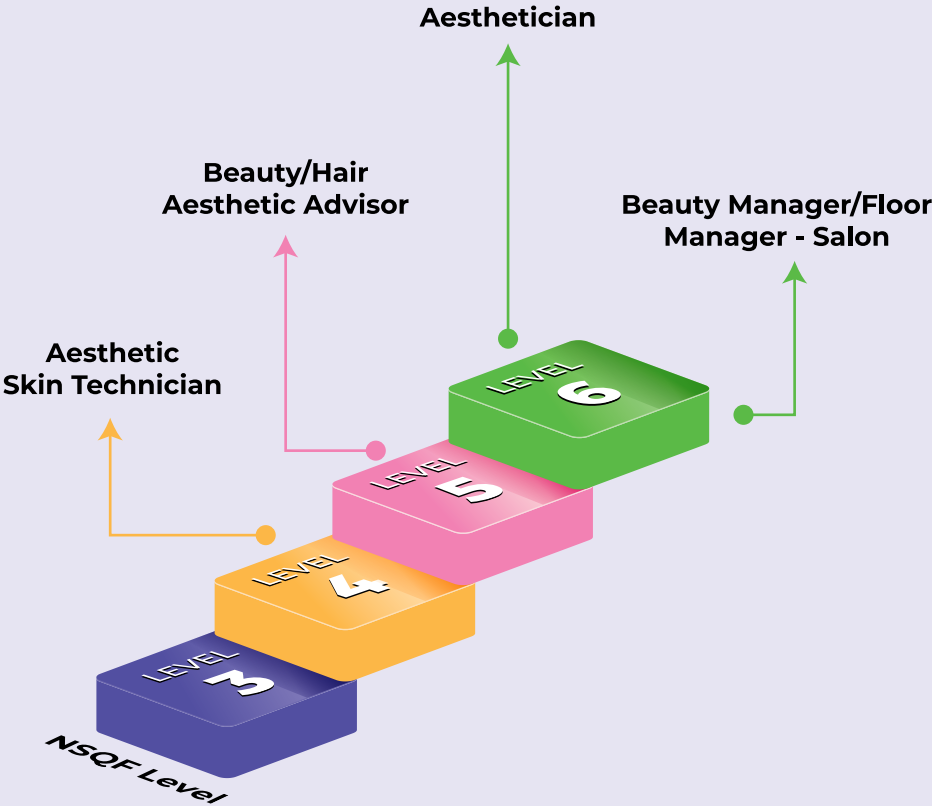 Aesthetician
Beauty/Hair
Aesthetic Advisor
Beauty Manager/Floor
Manager - Salon
Aesthetic
Skin Technician
LEVEL
6
LEVEL
5
LEVEL
4
LEVEL
3
NSQF Level